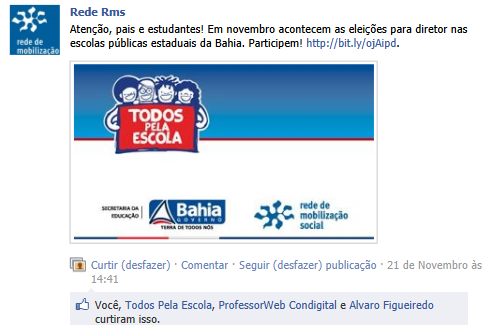 Rede Rms
Atenção, pais e estudantes! Em novembro acontecem as eleições para diretor nas
escolas públicas estaduais da Bahia. Participem! http://bit.ly/ojAipd.
rede de
mobilização
TODOS
PELA
ESCOLA
SECRETARIA DA
EDUCAÇÃO
Bahia
GOVERNO
TERRA DE TODOS NÓS
rede de
mobilização
social
Curtir (desfazer) · Comentar · Seguir (desfazer) publicação · 21 de Novembro às
14:41
Você, Todos Pela Escola, ProfessorWeb Condigital e Alvaro Figueiredo
curtiram isso.